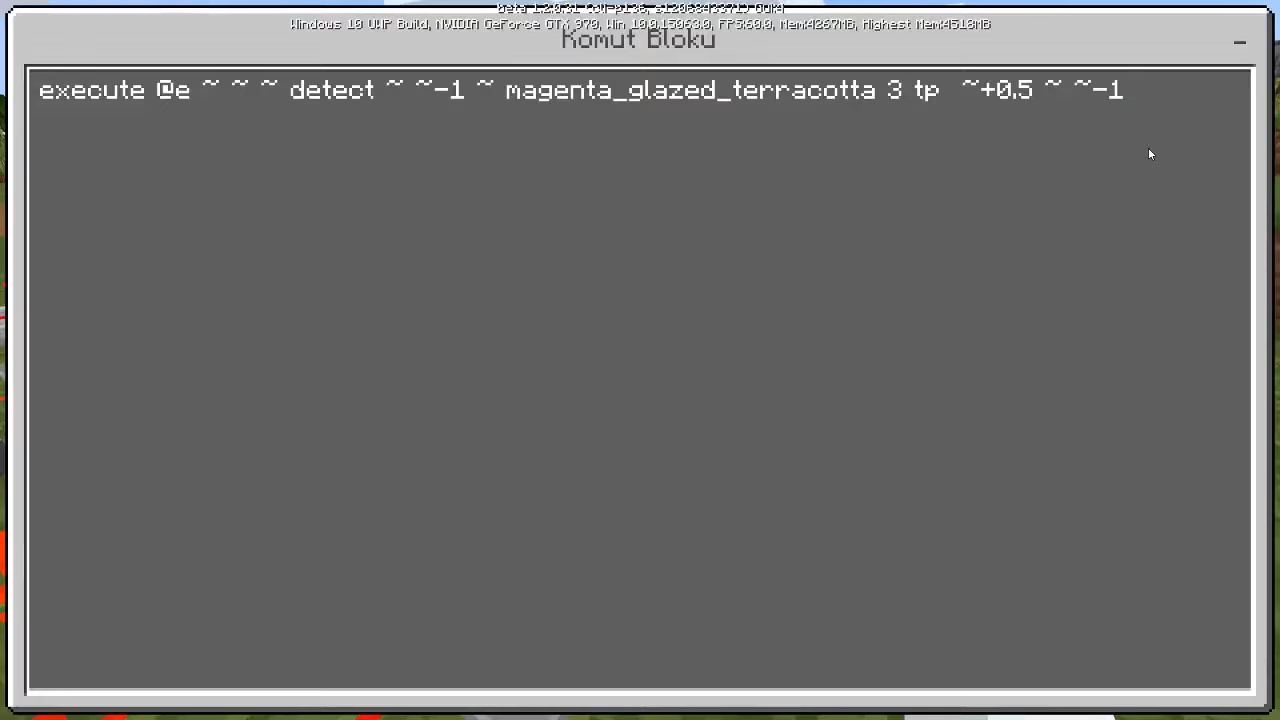 Windows 10 UWP Build, NVIDIA GeForce GTX 970, Win 10.0.15063.0, FPS:60.0, Mem:4267MB, Highest Mem:4518MB
Komut Bloku
execute @e ~ ~ ~ detect ~ ~-1 ~ magenta_glazed_terracotta 3 tp ~+0.5 ~ ~-1